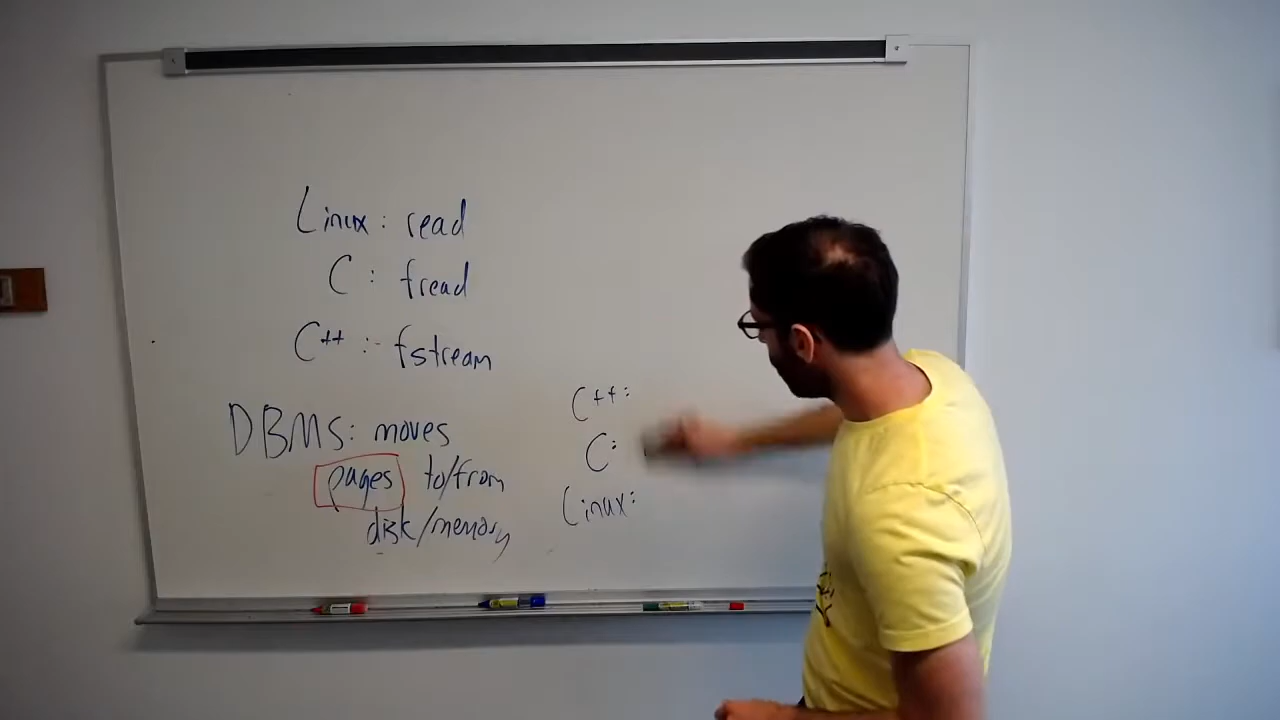 Linux: read
C: fread
C++: fstream
DBMS: moves
pages to/from
disk/memory
C++:
C:
Linux: